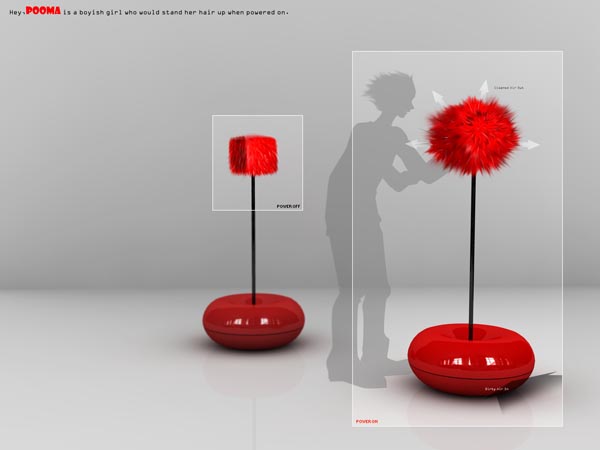 Hey, POOMA is a boyish girl who would stand her hair up when powered on.
Cleaned Air Out
POWER OFF
Dirty Air In
POWER ON